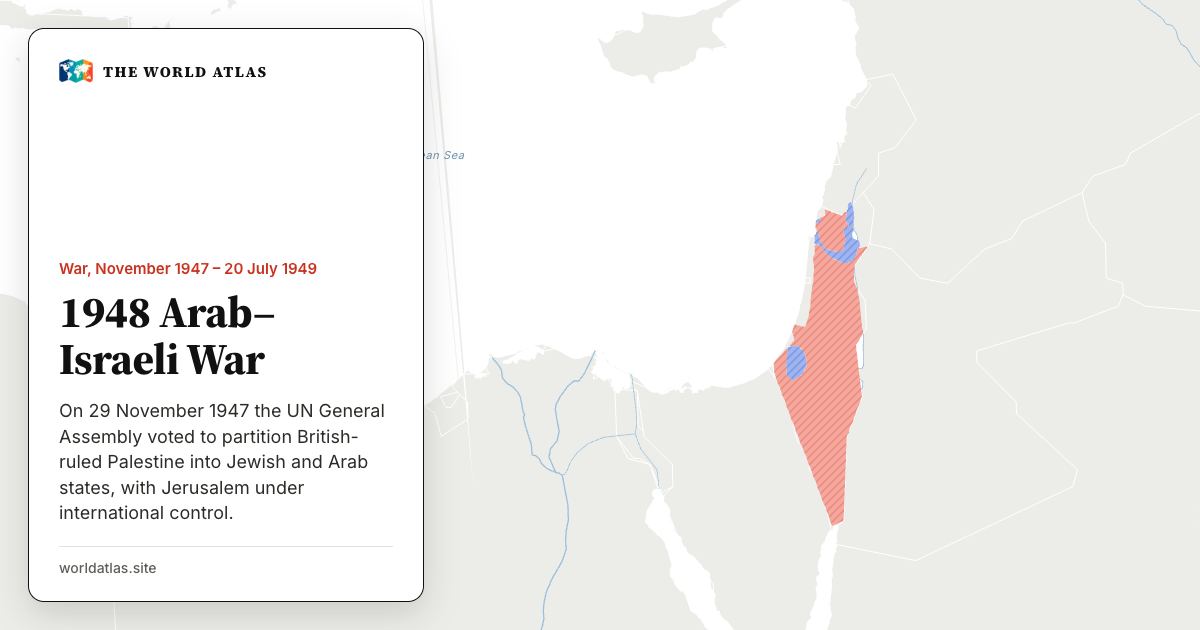 THE WORLD ATLAS
War, November 1947 – 20 July 1949
1948 Arab–
Israeli War
On 29 November 1947 the UN General
Assembly voted to partition British-
ruled Palestine into Jewish and Arab
states, with Jerusalem under
international control.
worldatlas.site
Sea